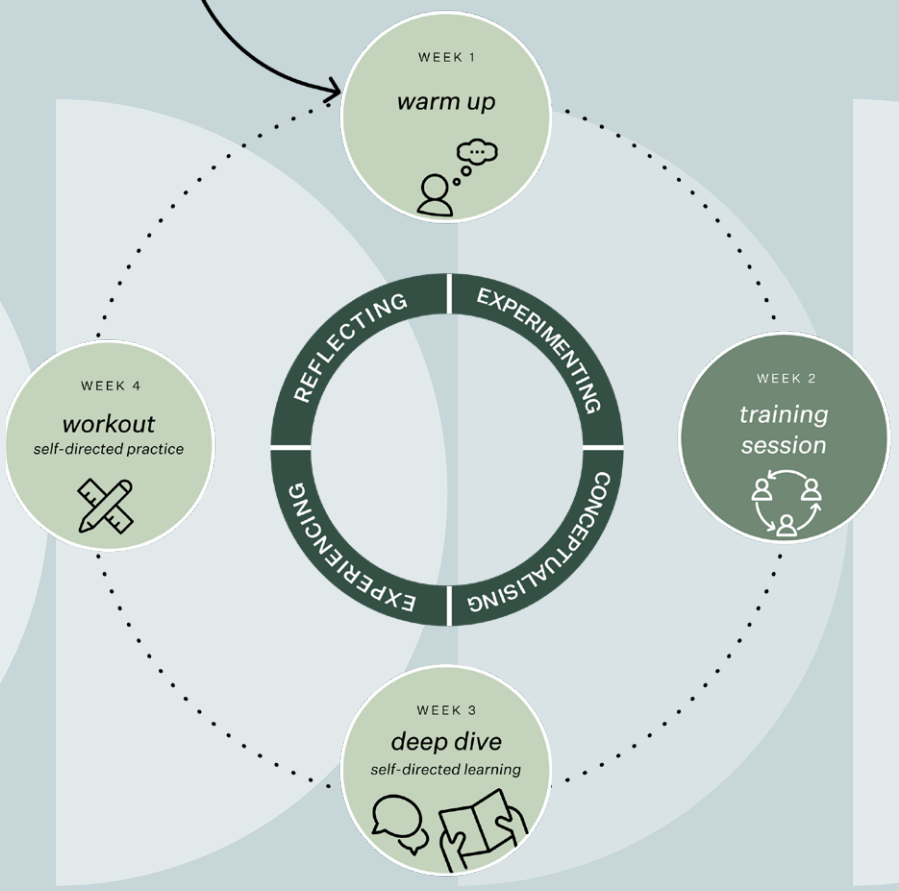 WEEK 1
warm up
REFLECTING
EXPERIMENTING
WEEK 4
workout
self-directed practice
WEEK 2
training
session
EXPERIENCING
CONCEPTUALISING
WEEK 3
deep dive
self-directed learning